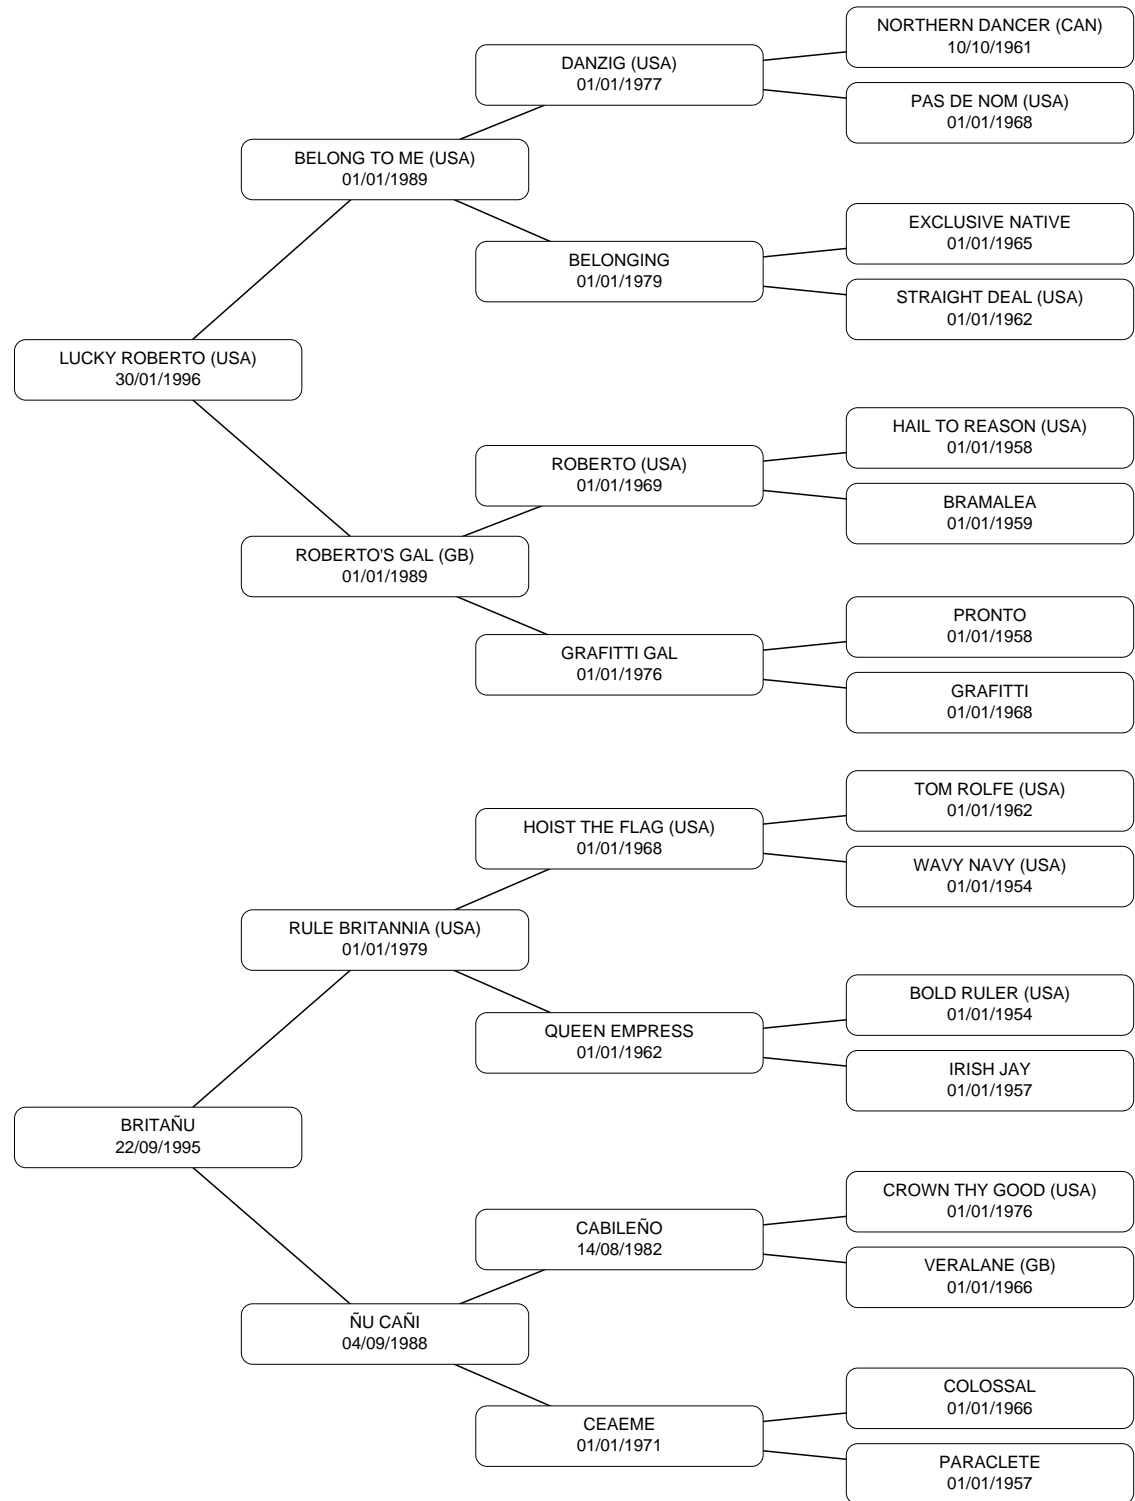 NORTHERN DANCER (CAN)
10/10/1961
DANZIG (USA)
01/01/1977
PAS DE NOM (USA)
01/01/1968
BELONG TO ME (USA)
01/01/1989
EXCLUSIVE NATIVE
01/01/1965
BELONGING
01/01/1979
STRAIGHT DEAL (USA)
01/01/1962
LUCKY ROBERTO (USA)
30/01/1996
HAIL TO REASON (USA)
01/01/1958
ROBERTO (USA)
01/01/1969
BRAMALEA
01/01/1959
ROBERTO'S GAL (GB)
01/01/1989
PRONTO
01/01/1958
GRAFITTI GAL
01/01/1976
GRAFITTI
01/01/1968
TOM ROLFE (USA)
01/01/1962
HOIST THE FLAG (USA)
01/01/1968
WAVY NAVY (USA)
01/01/1954
RULE BRITANNIA (USA)
01/01/1979
BOLD RULER (USA)
01/01/1954
QUEEN EMPRESS
01/01/1962
IRISH JAY
01/01/1957
BRITAÑU
22/09/1995
CROWN THY GOOD (USA)
01/01/1976
CABILEÑO
14/08/1982
VERALANE (GB)
01/01/1966
ÑU CAÑI
04/09/1988
COLOSSAL
01/01/1966
CEAEME
01/01/1971
PARACLETE
01/01/1957